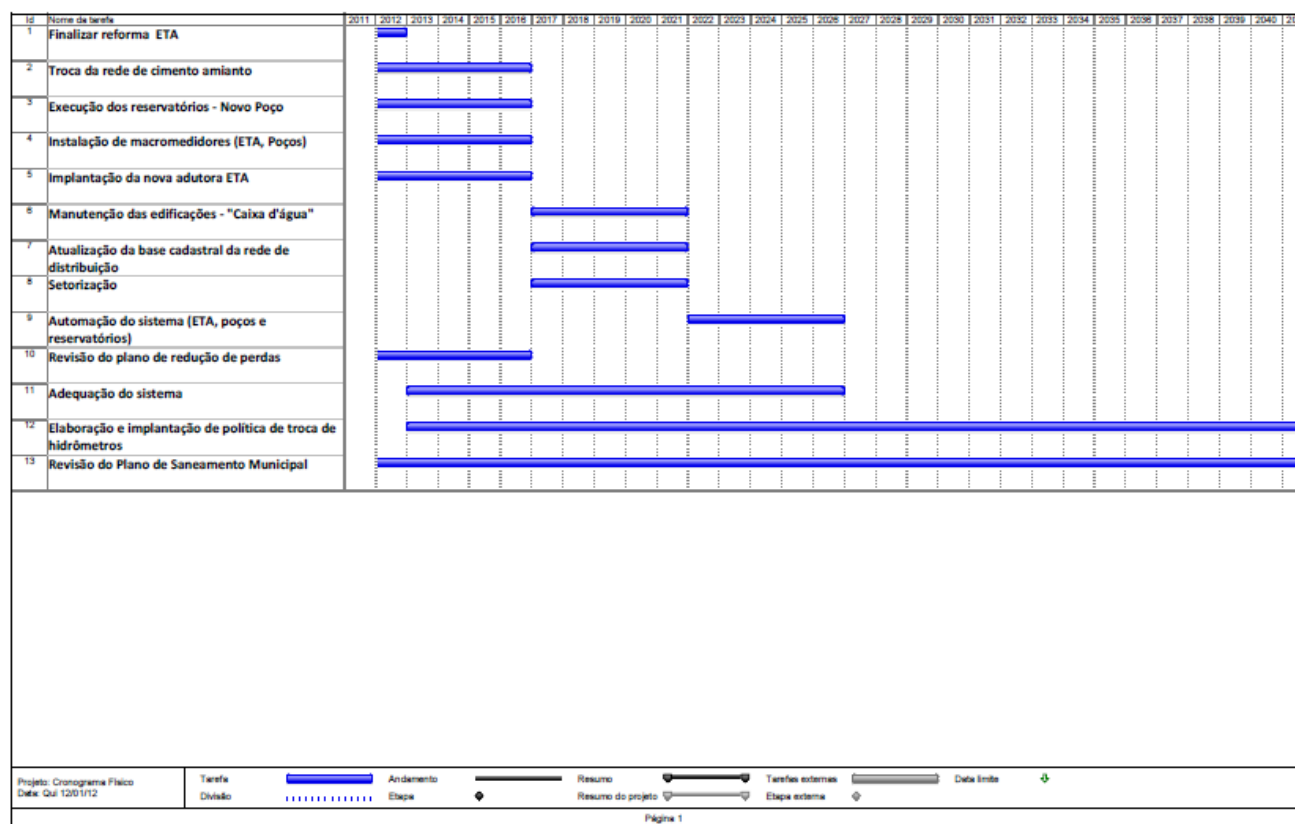 Id Nome da tarefa 2011 2012 2013 2014 2015 2016 2017 2018 2019 2020 2021 2022 2023 2024 2025 2026 2027 2028 2029 2030 2031 2032 2033 2034 2035 2036 2037 2038 2039 2040
1 Finalizar reforma ETA
2 Troca da rede de cimento amianto
3 Execução dos reservatórios - Novo Poço
4 Instalação de macromedidores (ETA, Poços)
5 Implantação da nova adutora ETA
6 Manutenção das edificações - "Caixa d'água"
7 Atualização da base cadastral da rede de
distribuição
8 Setorização
9 Automação do sistema (ETA, poços e
reservatórios)
10 Revisão do plano de redução de perdas
11 Adequação do sistema
12 Elaboração e implantação de política de troca de
hidrômetros
13 Revisão do Plano de Saneamento Municipal
Projeto: Cronograma Físico
Data: Qui 12/01/12
Tarefa Andamento Resumo Tarefas externas Data limite
Divisão Etapa Resumo do projeto Etapa externa
Página 1